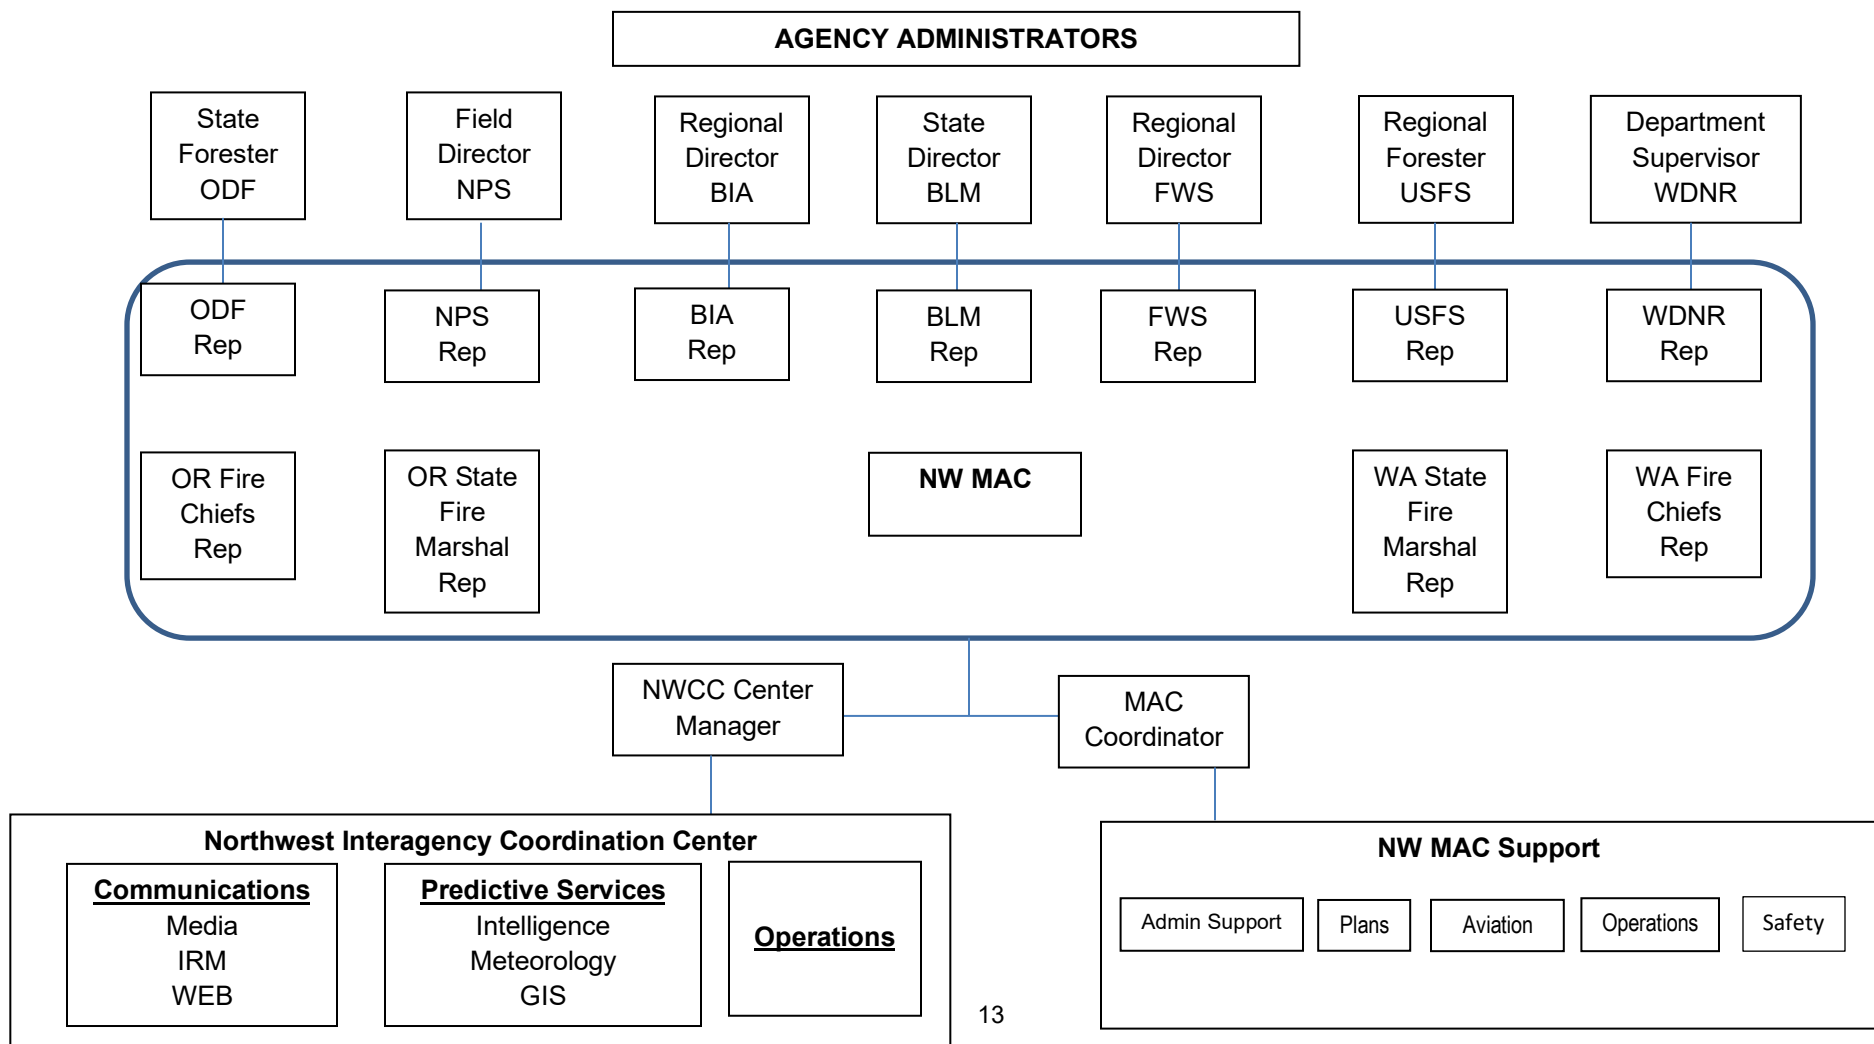 AGENCY ADMINISTRATORS
State
Forester
ODF
Field
Director
NPS
Regional
Director
BIA
State
Director
BLM
Regional
Director
FWS
Regional
Forester
USFS
Department
Supervisor
WDNR
ODF
Rep
NPS
Rep
BIA
Rep
BLM
Rep
FWS
Rep
USFS
Rep
WDNR
Rep
OR Fire
Chiefs
Rep
OR State
Fire
Marshal
Rep
NW MAC
WA State
Fire
Marshal
Rep
WA Fire
Chiefs
Rep
NWCC Center
Manager
MAC
Coordinator
Northwest Interagency Coordination Center
Communications
Media
IRM
WEB
Predictive Services
Intelligence
Meteorology
GIS
Operations
NW MAC Support
Admin Support
Plans
Aviation
Operations
Safety
13